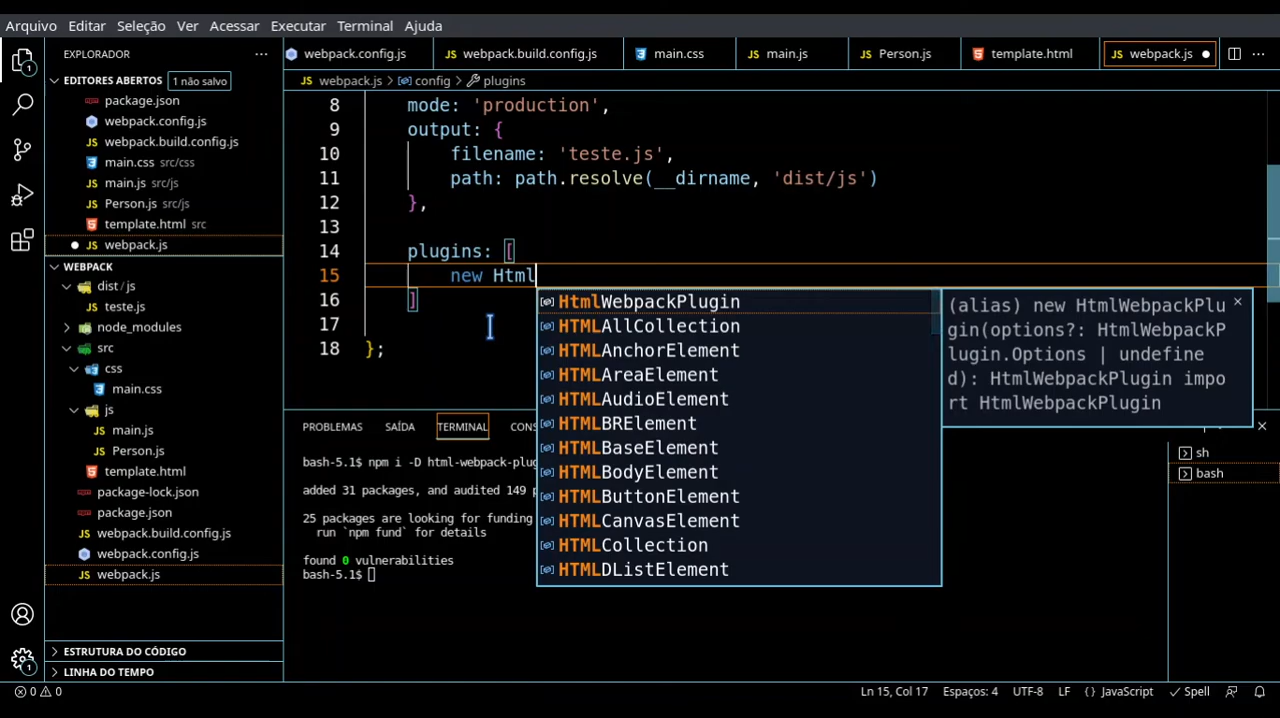 Arquivo Editar Seleção Ver Acessar Executar Terminal Ajuda
EXPLORADOR ···
webpack.config.js webpack.build.config.js main.css main.js Person.js template.html webpack.js
EDITORES ABERTOS 1 não salvo
package.json
webpack.config.js
webpack.build.config.js
main.css src/css
main.js src/js
Person.js src/js
template.html src
webpack.js
WEBPACK
dist / js
teste.js
node_modules
src
css
main.css
js
main.js
Person.js
template.html
package-lock.json
package.json
webpack.build.config.js
webpack.config.js
webpack.js
ESTRUTURA DO CÓDIGO
LINHA DO TEMPO
webpack.js > config > plugins
8 mode: 'production',
9 output: {
10 filename: 'teste.js',
11 path: path.resolve(__dirname, 'dist/js')
12 },
13
14 plugins: [
15 new Html
16 ]
17
18 };
HtmlWebpackPlugin
HTMLAllCollection
HTMLAnchorElement
HTMLAreaElement
HTMLAudioElement
HTMLBRElement
HTMLBaseElement
HTMLBodyElement
HTMLButtonElement
HTMLCanvasElement
HTMLCollection
HTMLDListElement
(alias) new HtmlWebpackPlu
gin(options?: HtmlWebpackP
lugin.Options | undefine
d): HtmlWebpackPlugin impo
rt HtmlWebpackPlugin
PROBLEMAS SAÍDA TERMINAL
bash-5.1$ npm i -D html-webpack-plu
added 31 packages, and audited 149
25 packages are looking for funding
run `npm fund` for details
found 0 vulnerabilities
bash-5.1$
sh
bash
0 0 Ln 15, Col 17 Espaços: 4 UTF-8 LF {} JavaScript Spell